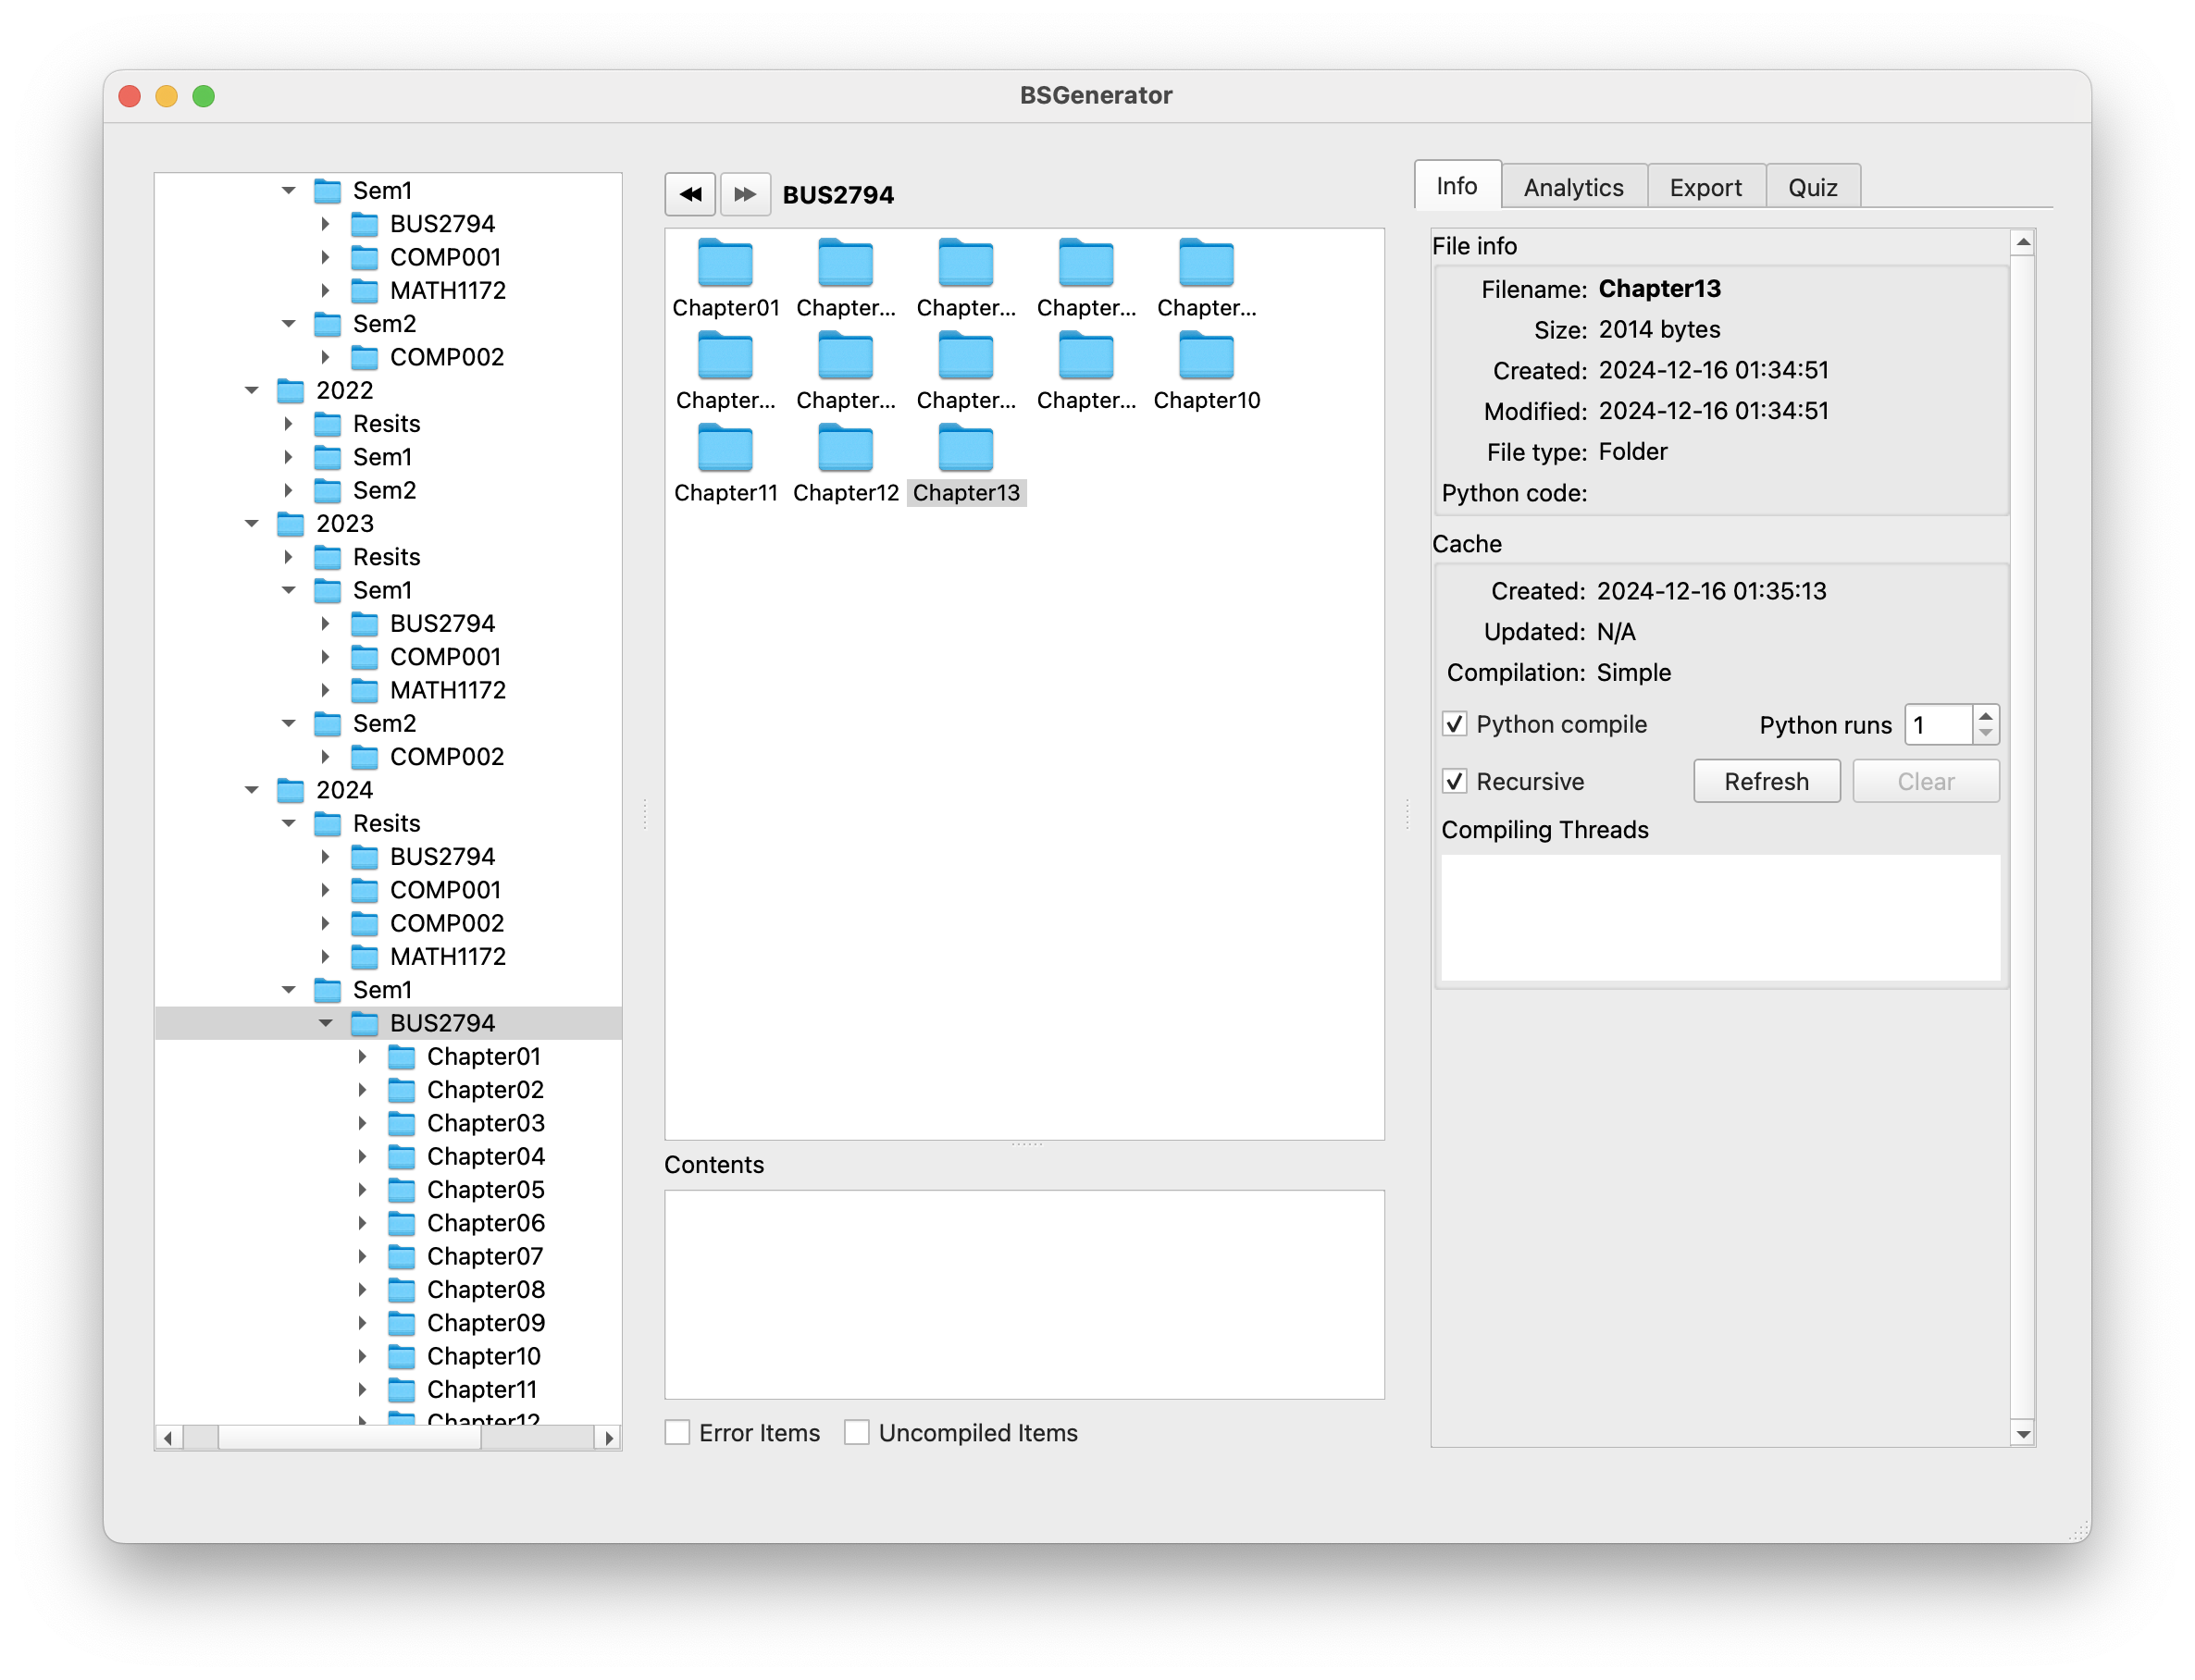 BSGenerator
Sem1
BUS2794
COMP001
MATH1172
Sem2
COMP002
2022
Resits
Sem1
Sem2
2023
Resits
Sem1
BUS2794
COMP001
MATH1172
Sem2
COMP002
2024
Resits
BUS2794
COMP001
COMP002
MATH1172
Sem1
BUS2794
Chapter01
Chapter02
Chapter03
Chapter04
Chapter05
Chapter06
Chapter07
Chapter08
Chapter09
Chapter10
Chapter11
Chapter12
BUS2794
Chapter01 Chapter... Chapter... Chapter... Chapter...
Chapter... Chapter... Chapter... Chapter... Chapter10
Chapter11 Chapter12 Chapter13
Contents
Error Items Uncompiled Items
Info Analytics Export Quiz
File info
Filename: Chapter13
Size: 2014 bytes
Created: 2024-12-16 01:34:51
Modified: 2024-12-16 01:34:51
File type: Folder
Python code:
Cache
Created: 2024-12-16 01:35:13
Updated: N/A
Compilation: Simple
Python compile Python runs 1
Recursive Refresh Clear
Compiling Threads